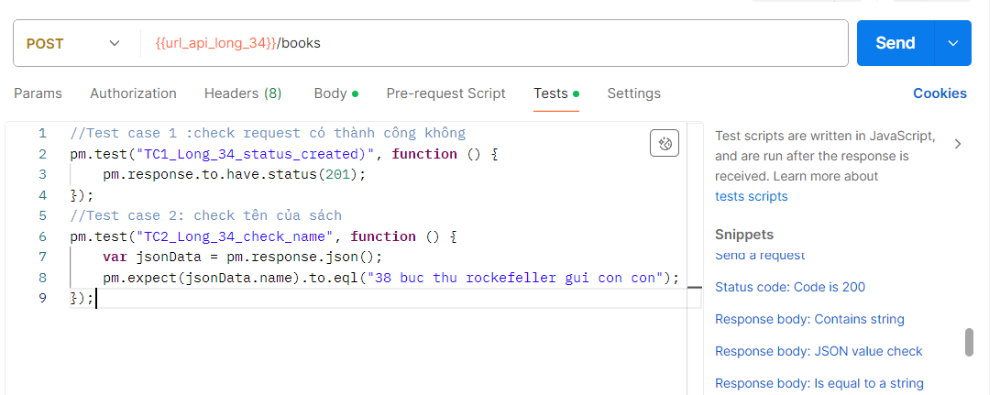 POST {{url_api_long_34}}/books Send
Params Authorization Headers (8) Body Pre-request Script Tests Settings Cookies
1 //Test case 1 :check request có thành công không
2 pm.test("TC1_Long_34_status_created)", function () {
3 pm.response.to.have.status(201);
4 });
5 //Test case 2: check tên của sách
6 pm.test("TC2_Long_34_check_name", function () {
7 var jsonData = pm.response.json();
8 pm.expect(jsonData.name).to.eql("38 buc thu rockefeller gui con con");
9 });
Test scripts are written in JavaScript,
and are run after the response is
received. Learn more about
tests scripts
Snippets
Send a request
Status code: Code is 200
Response body: Contains string
Response body: JSON value check
Response body: Is equal to a string